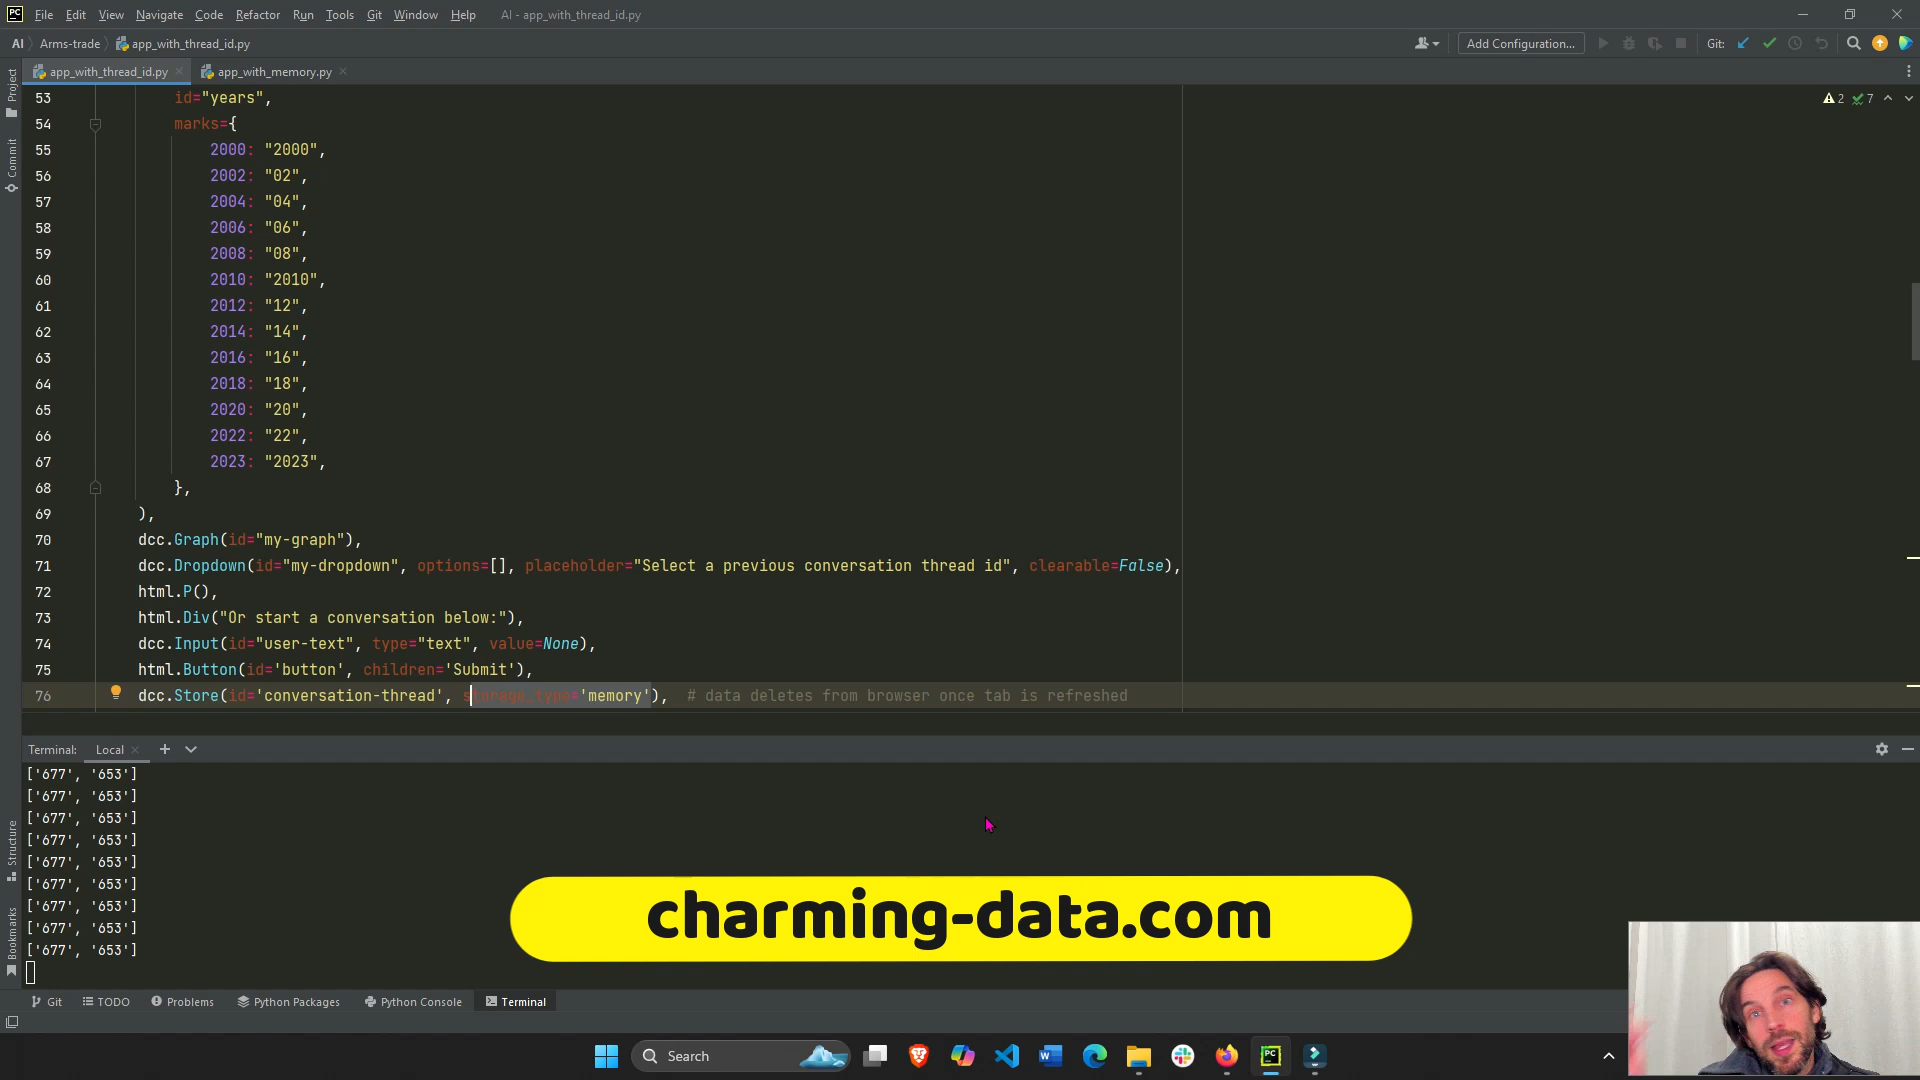 PC File Edit View Navigate Code Refactor Run Tools Git Window Help AI - app_with_thread_id.py
AI Arms-trade app_with_thread_id.py Add Configuration... Git:
app_with_thread_id.py app_with_memory.py
Project
Commit
Structure
Bookmarks
2 7
53 id="years",
54 marks={
55 2000: "2000",
56 2002: "02",
57 2004: "04",
58 2006: "06",
59 2008: "08",
60 2010: "2010",
61 2012: "12",
62 2014: "14",
63 2016: "16",
64 2018: "18",
65 2020: "20",
66 2022: "22",
67 2023: "2023",
68 },
69 ),
70 dcc.Graph(id="my-graph"),
71 dcc.Dropdown(id="my-dropdown", options=[], placeholder="Select a previous conversation thread id", clearable=False),
72 html.P(),
73 html.Div("Or start a conversation below:"),
74 dcc.Input(id="user-text", type="text", value=None),
75 html.Button(id='button', children='Submit'),
76 dcc.Store(id='conversation-thread', storage_type='memory'), # data deletes from browser once tab is refreshed
Terminal: Local
['677', '653']
['677', '653']
['677', '653']
['677', '653']
['677', '653']
['677', '653']
['677', '653']
['677', '653']
['677', '653']
charming-data.com
Git TODO Problems Python Packages Python Console Terminal
Search
PC